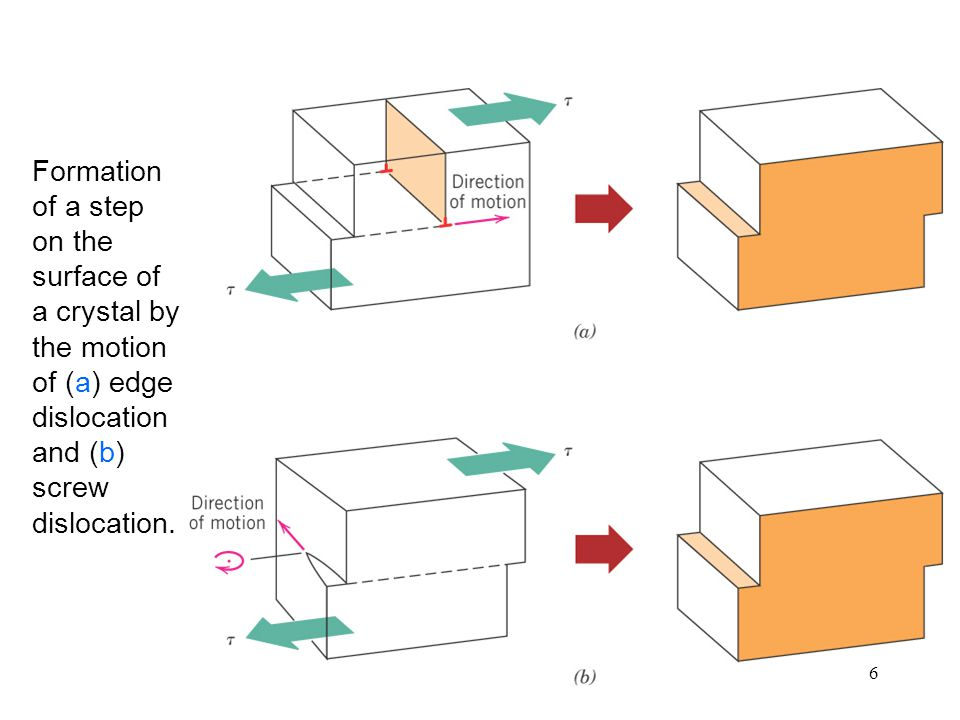 Formation
of a step
on the
surface of
a crystal by
the motion
of (a) edge
dislocation
and (b)
screw
dislocation.
τ
Direction
of motion
τ
(a)
τ
Direction
of motion
τ
(b)
6